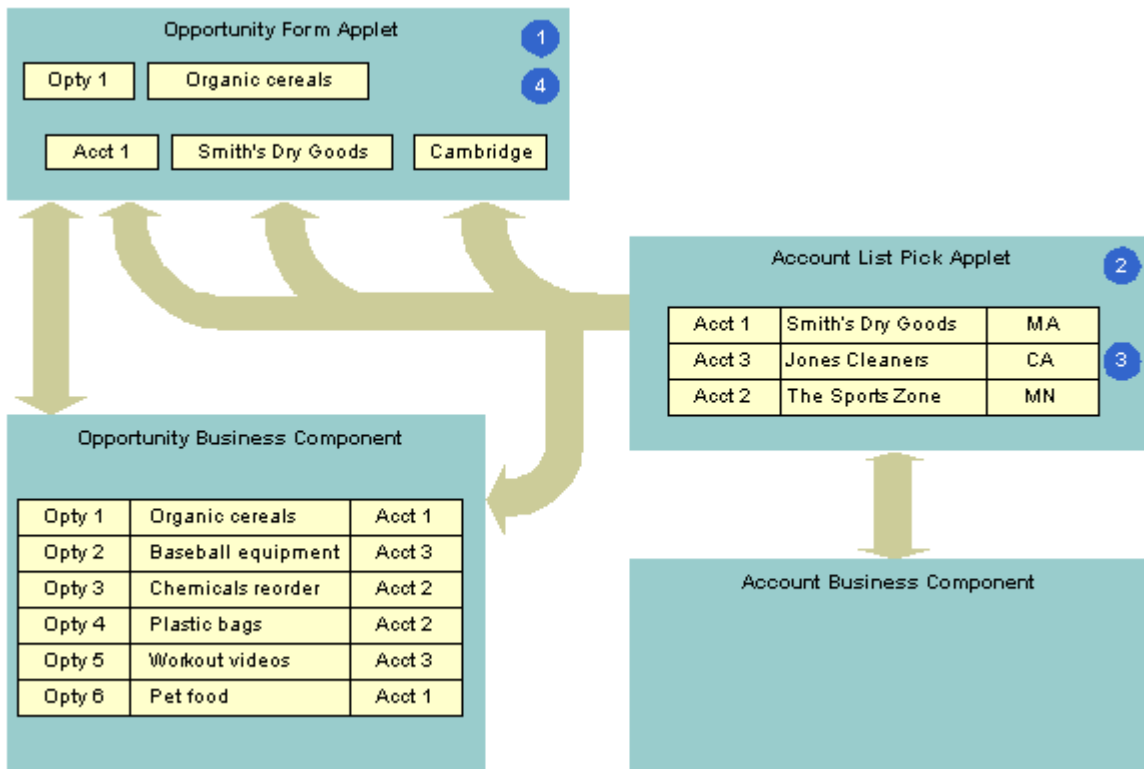 Opportunity Form Applet
1
Opty 1 Organic cereals
4
Acct 1 Smith's Dry Goods Cambridge
Account List Pick Applet
2
Acct 1 Smith's Dry Goods MA
Acct 3 Jones Cleaners CA
3
Acct 2 The Sports Zone MN
Opportunity Business Component
Opty 1 Organic cereals Acct 1
Opty 2 Baseball equipment Acct 3
Opty 3 Chemicals reorder Acct 2
Opty 4 Plastic bags Acct 2
Opty 5 Workout videos Acct 3
Opty 6 Pet food Acct 1
Account Business Component